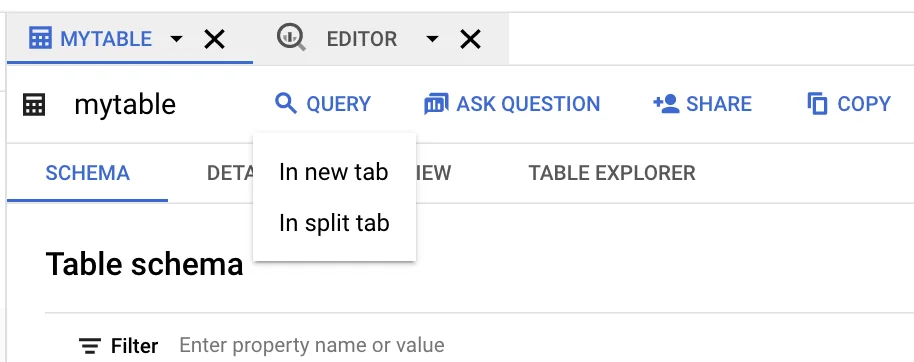 MYTABLE EDITOR
mytable QUERY ASK QUESTION SHARE COPY
SCHEMA TABLE EXPLORER
In new tab
In split tab
Table schema
Filter Enter property name or value